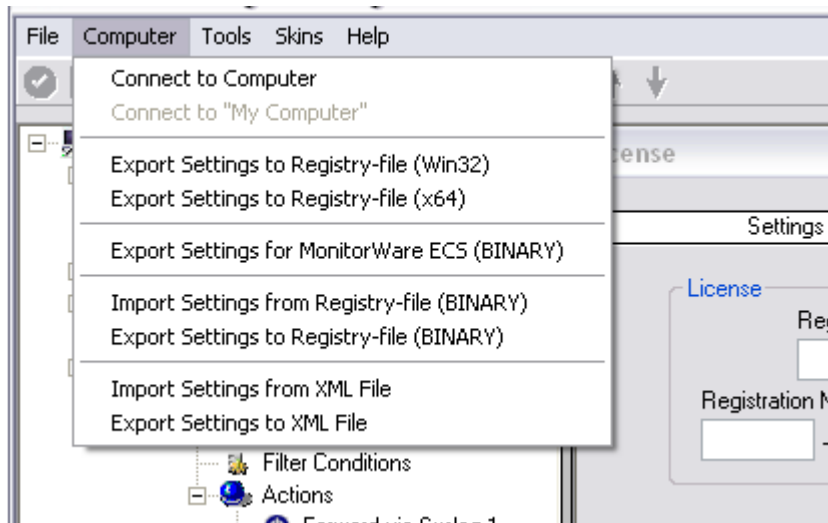 File Computer Tools Skins Help
Connect to Computer
Connect to "My Computer"
Export Settings to Registry-file (Win32)
Export Settings to Registry-file (x64)
Export Settings for MonitorWare ECS (BINARY)
Import Settings from Registry-file (BINARY)
Export Settings to Registry-file (BINARY)
Import Settings from XML File
Export Settings to XML File
Settings
License
Registration
Filter Conditions
Actions